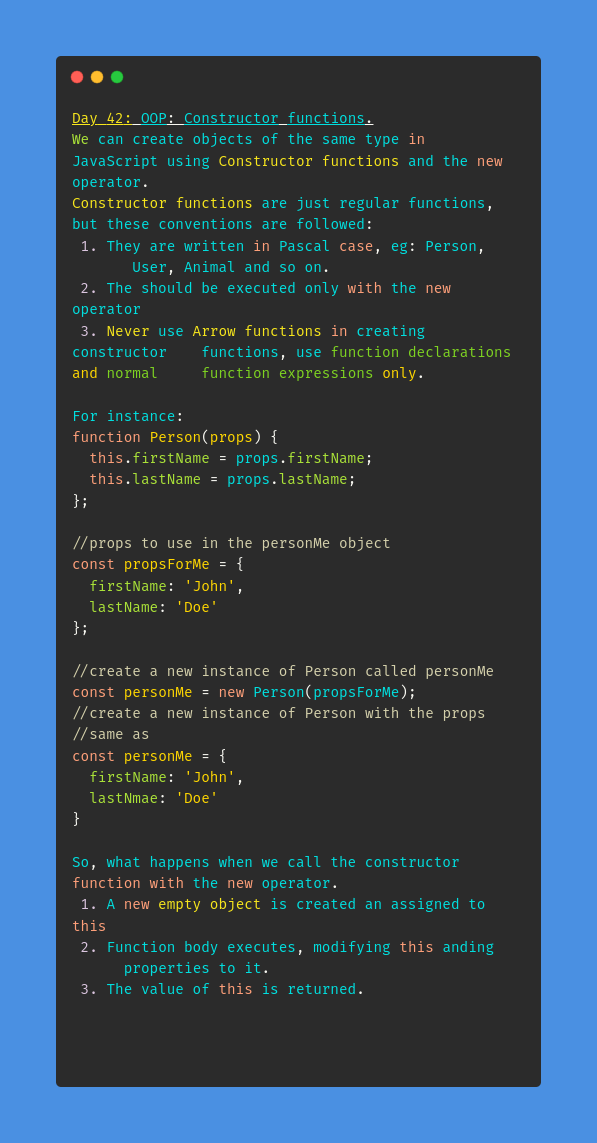 Day 42: OOP: Constructor functions.
We can create objects of the same type in
JavaScript using Constructor functions and the new
operator.
Constructor functions are just regular functions,
but these conventions are followed:
1. They are written in Pascal case, eg: Person,
User, Animal and so on.
2. The should be executed only with the new
operator
3. Never use Arrow functions in creating
constructor    functions, use function declarations
and normal     function expressions only.

For instance:
function Person(props) {
  this.firstName = props.firstName;
  this.lastName = props.lastName;
};

//props to use in the personMe object
const propsForMe = {
  firstName: 'John',
  lastName: 'Doe'
};

//create a new instance of Person called personMe
const personMe = new Person(propsForMe);
//create a new instance of Person with the props
//same as
const personMe = {
  firstName: 'John',
  lastNmae: 'Doe'
}

So, what happens when we call the constructor
function with the new operator.
1. A new empty object is created an assigned to
this
2. Function body executes, modifying this anding
properties to it.
3. The value of this is returned.